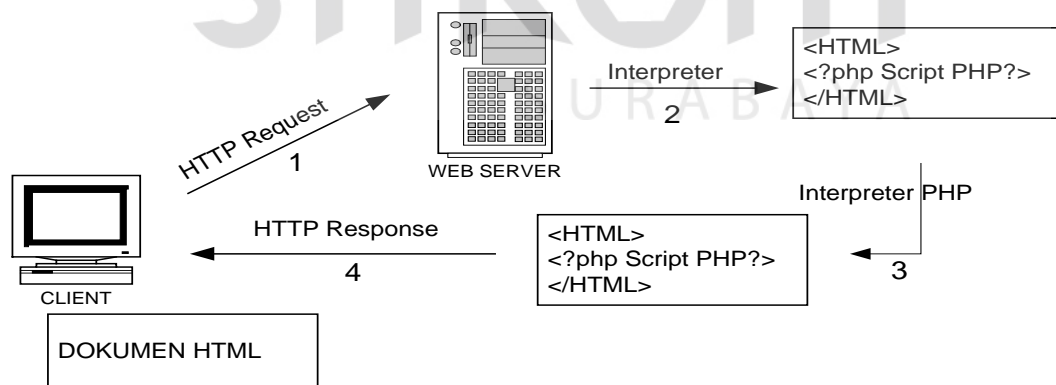 HTTP Request
1
WEB SERVER
Interpreter
2
<HTML>
<?php Script PHP?>
</HTML>
Interpreter PHP
3
<HTML>
<?php Script PHP?>
</HTML>
HTTP Response
4
CLIENT
DOKUMEN HTML
URABAYA